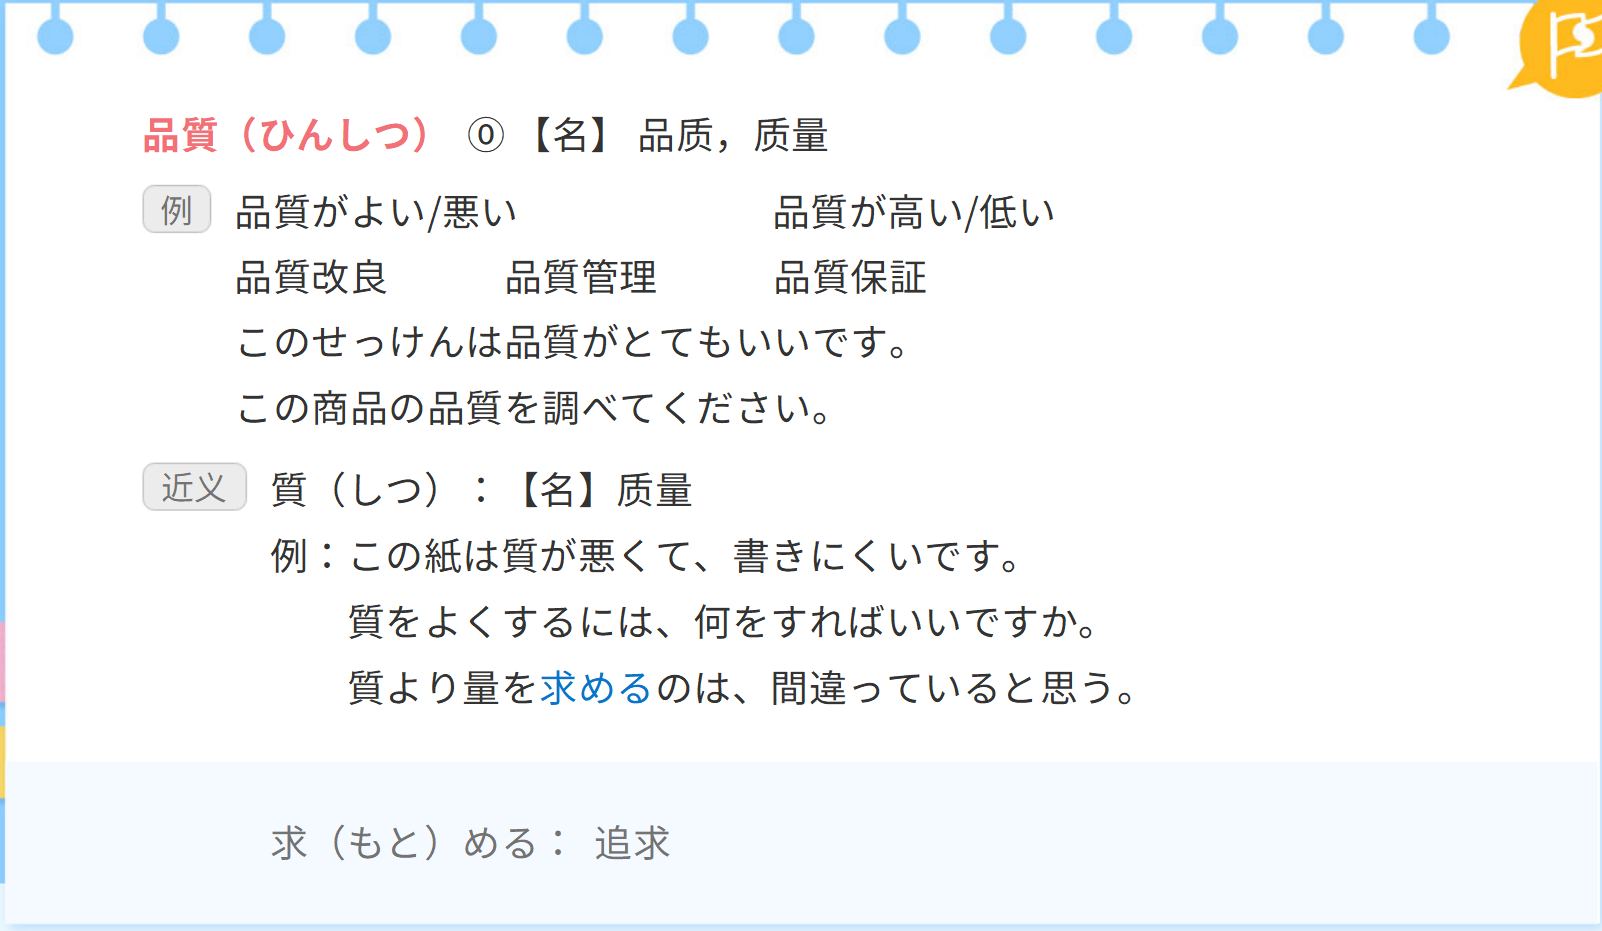 品質（ひんしつ） ⓪ 【名】 品质，质量
例 品質がよい/悪い 品質が高い/低い
品質改良 品質管理 品質保証
このせっけんは品質がとてもいいです。
この商品の品質を調べてください。
近义 質（しつ）：【名】质量
例：この紙は質が悪くて、書きにくいです。
質をよくするには、何をすればいいですか。
質より量を求めるのは、間違っていると思う。
求（もと）める： 追求